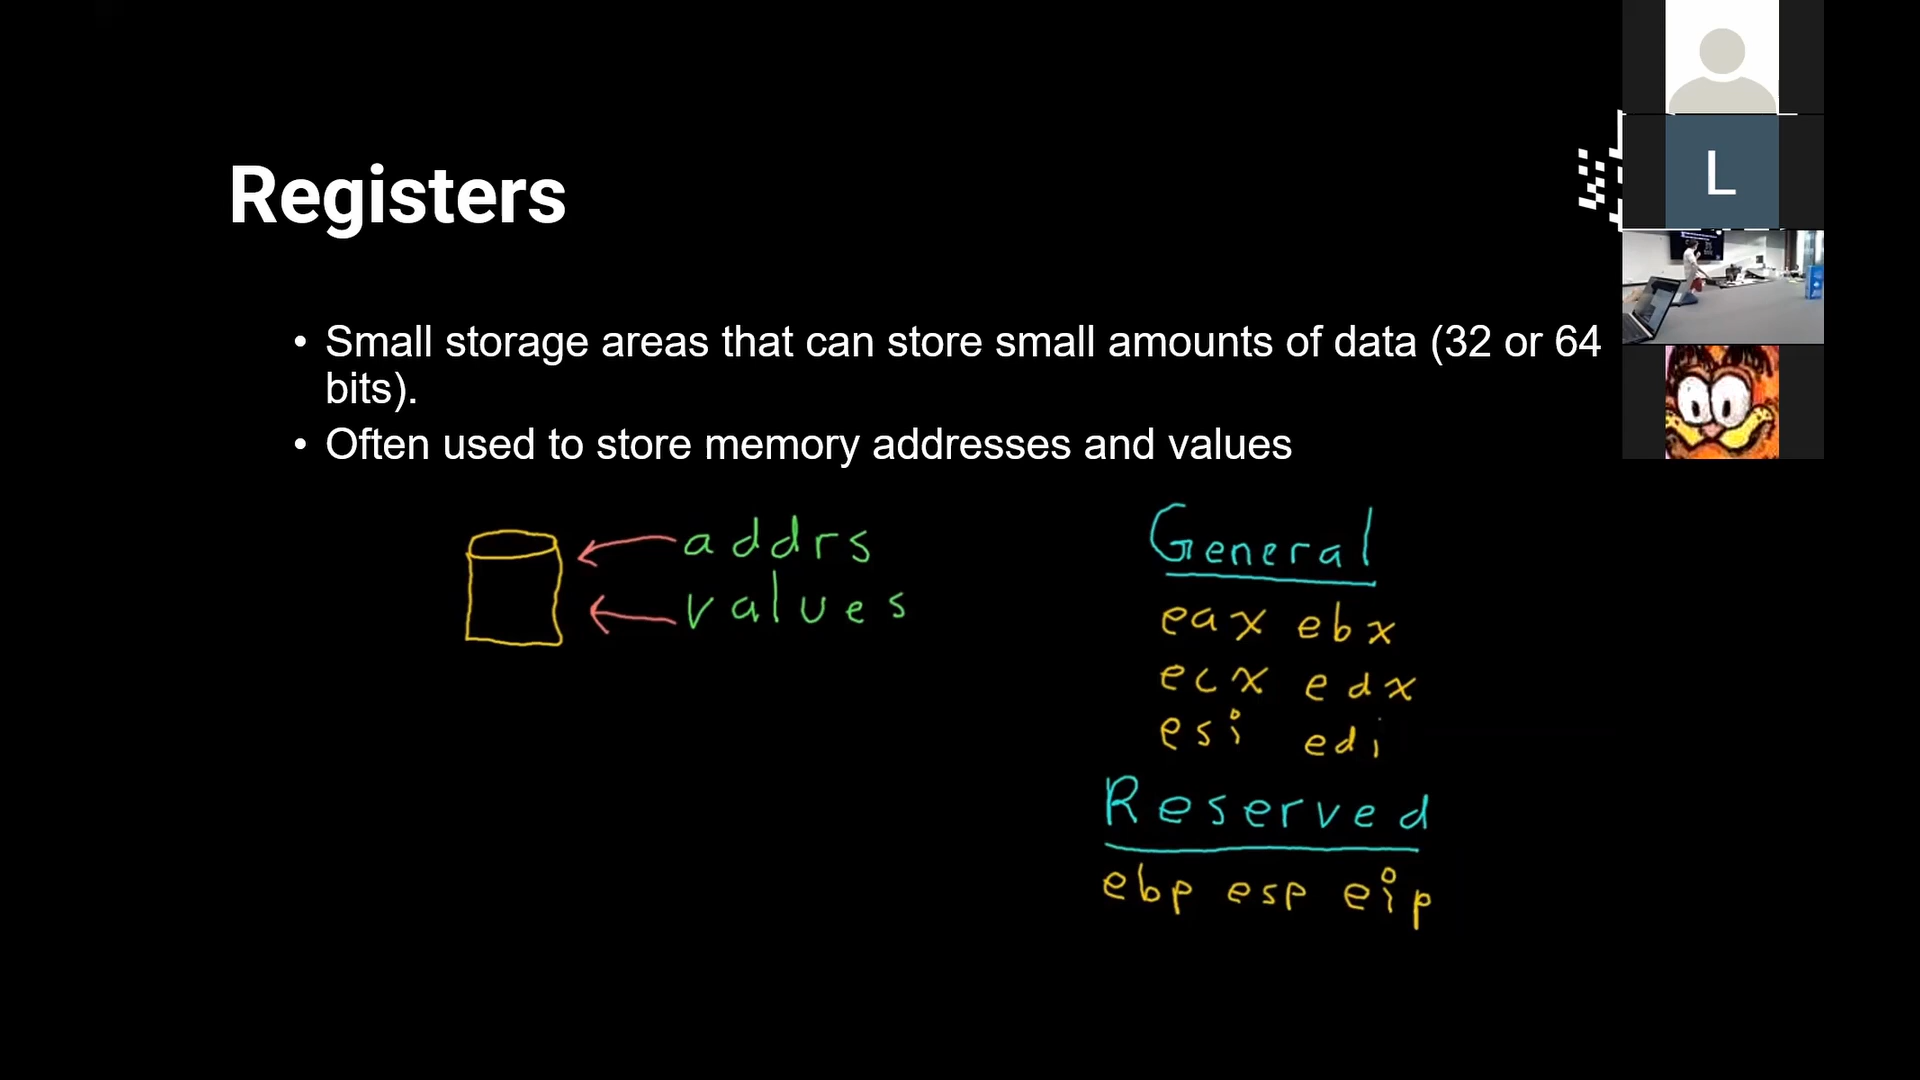 Registers
L
• Small storage areas that can store small amounts of data (32 or 64
bits).
• Often used to store memory addresses and values
addrs
values
General
eax ebx
ecx edx
esi edi
Reserved
ebp esp eip